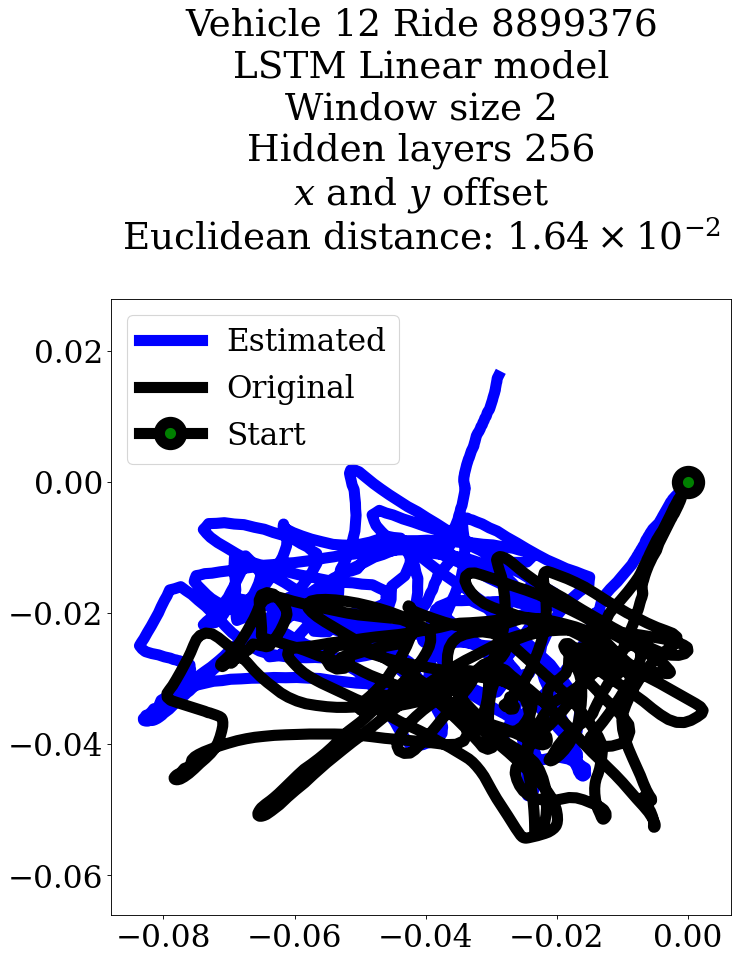 Vehicle 12 Ride 8899376
LSTM Linear model
Window size 2
Hidden layers 256
x and y offset
Euclidean distance: 1.64 × 10⁻²
Estimated
Original
Start
0.02
0.00
−0.02
−0.04
−0.06
−0.08 −0.06 −0.04 −0.02 0.00